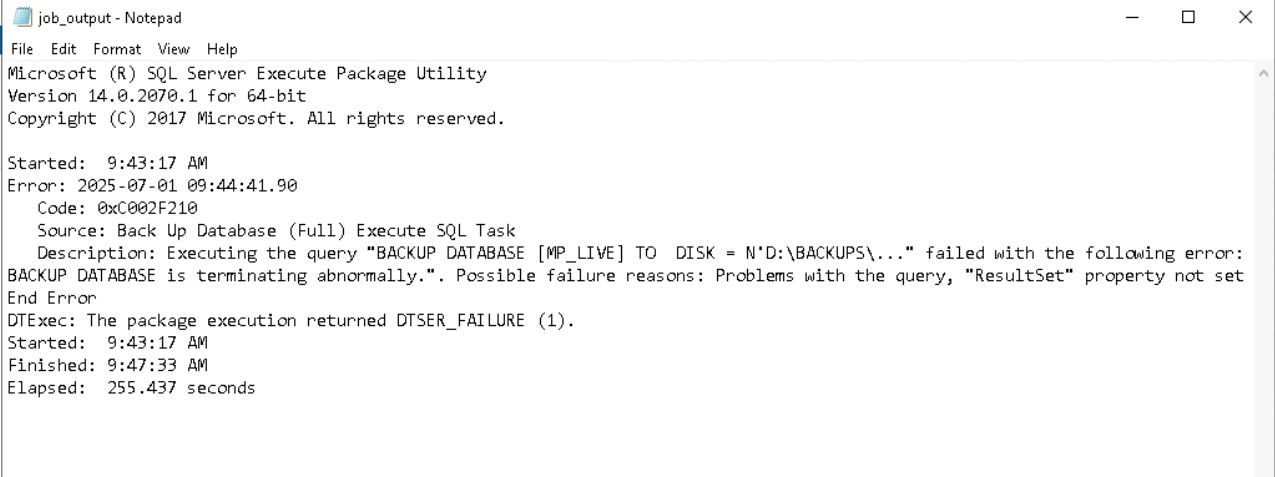 job_output - Notepad
File Edit Format View Help
Microsoft (R) SQL Server Execute Package Utility
Version 14.0.2070.1 for 64-bit
Copyright (C) 2017 Microsoft. All rights reserved.
Started:  9:43:17 AM
Error: 2025-07-01 09:44:41.90
   Code: 0xC002F210
   Source: Back Up Database (Full) Execute SQL Task
   Description: Executing the query "BACKUP DATABASE [MP_LIVE] TO  DISK = N'D:\BACKUPS\..." failed with the following error:
BACKUP DATABASE is terminating abnormally.". Possible failure reasons: Problems with the query, "ResultSet" property not set
End Error
DTExec: The package execution returned DTSER_FAILURE (1).
Started:  9:43:17 AM
Finished: 9:47:33 AM
Elapsed:  255.437 seconds